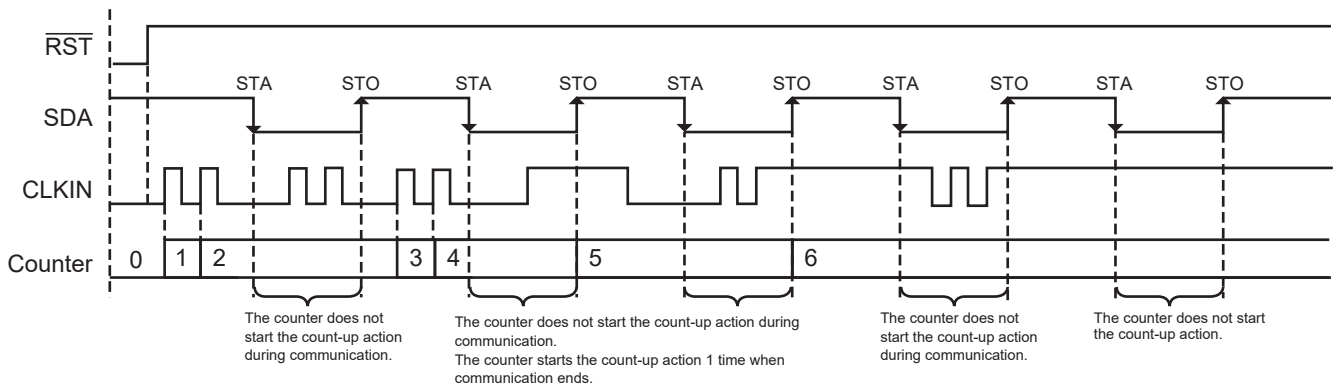 RST
STA STO STA STO STA STO STA STO STA STO
SDA
CLKIN
Counter 0 1 2 3 4 5 6
The counter does not
start the count-up action
during communication.
The counter does not start the count-up action during
communication.
The counter starts the count-up action 1 time when
communication ends.
The counter does not
start the count-up action
during communication.
The counter does not start
the count-up action.